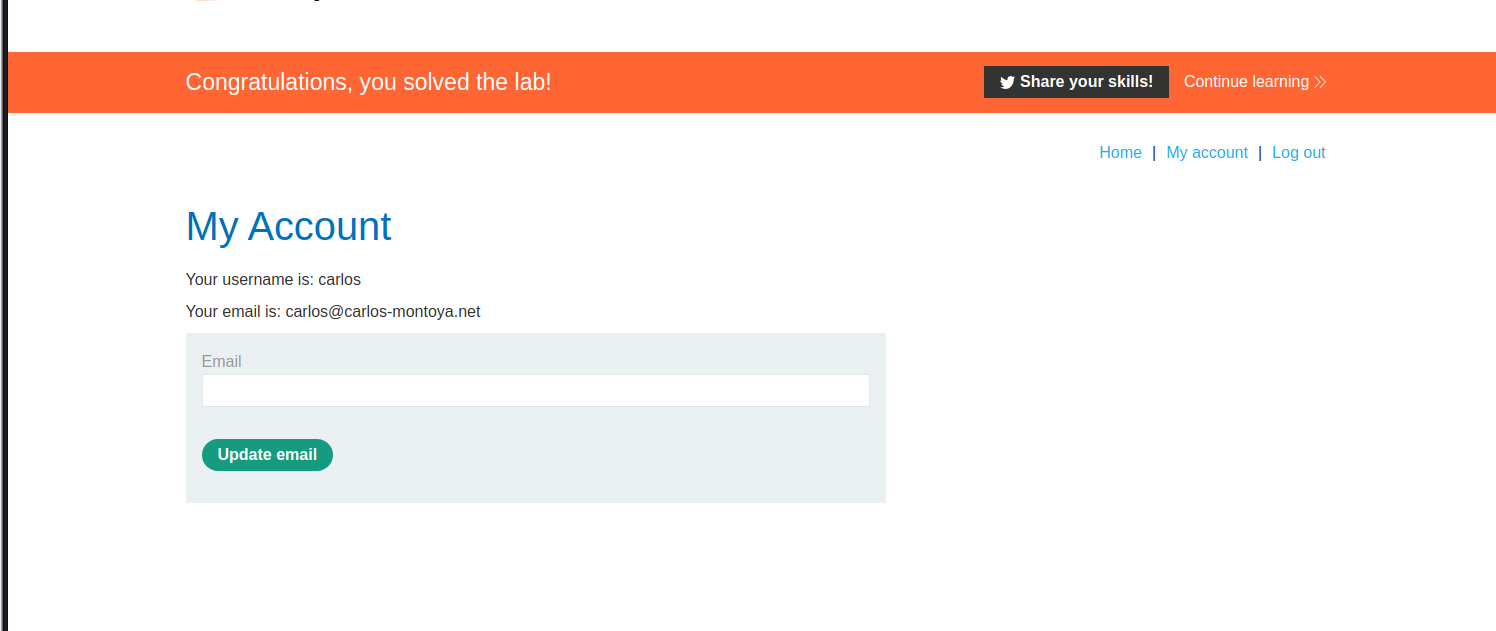 Congratulations, you solved the lab!
Share your skills!
Continue learning
Home | My account | Log out
My Account
Your username is: carlos
Your email is: carlos@carlos-montoya.net
Email
Update email